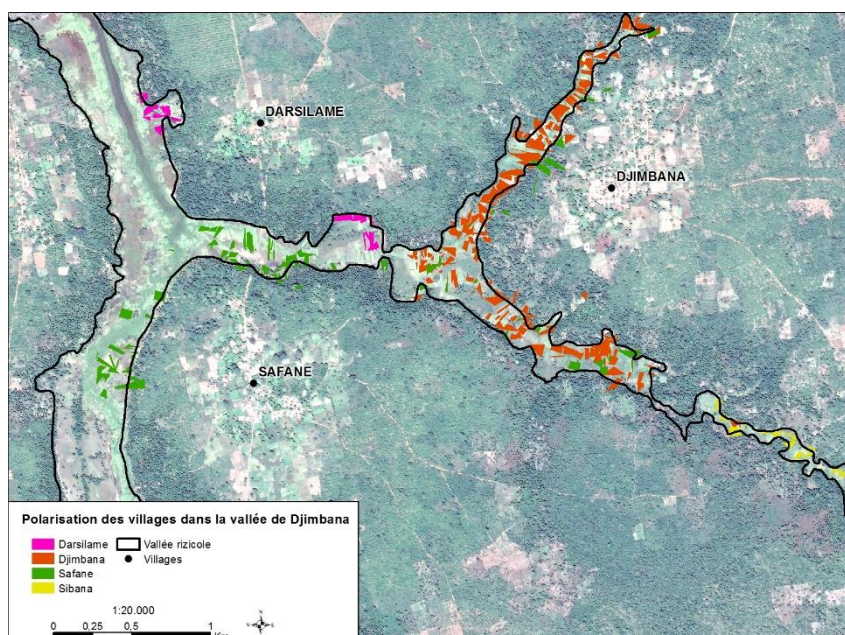 DARSILAME
DJIMBANA
SAFANE
Polarisation des villages dans la vallée de Djimbana
Darsilame Vallée rizicole
Djimbana Villages
Safane
Sibana
1:20.000
0 0,25 0,5 1